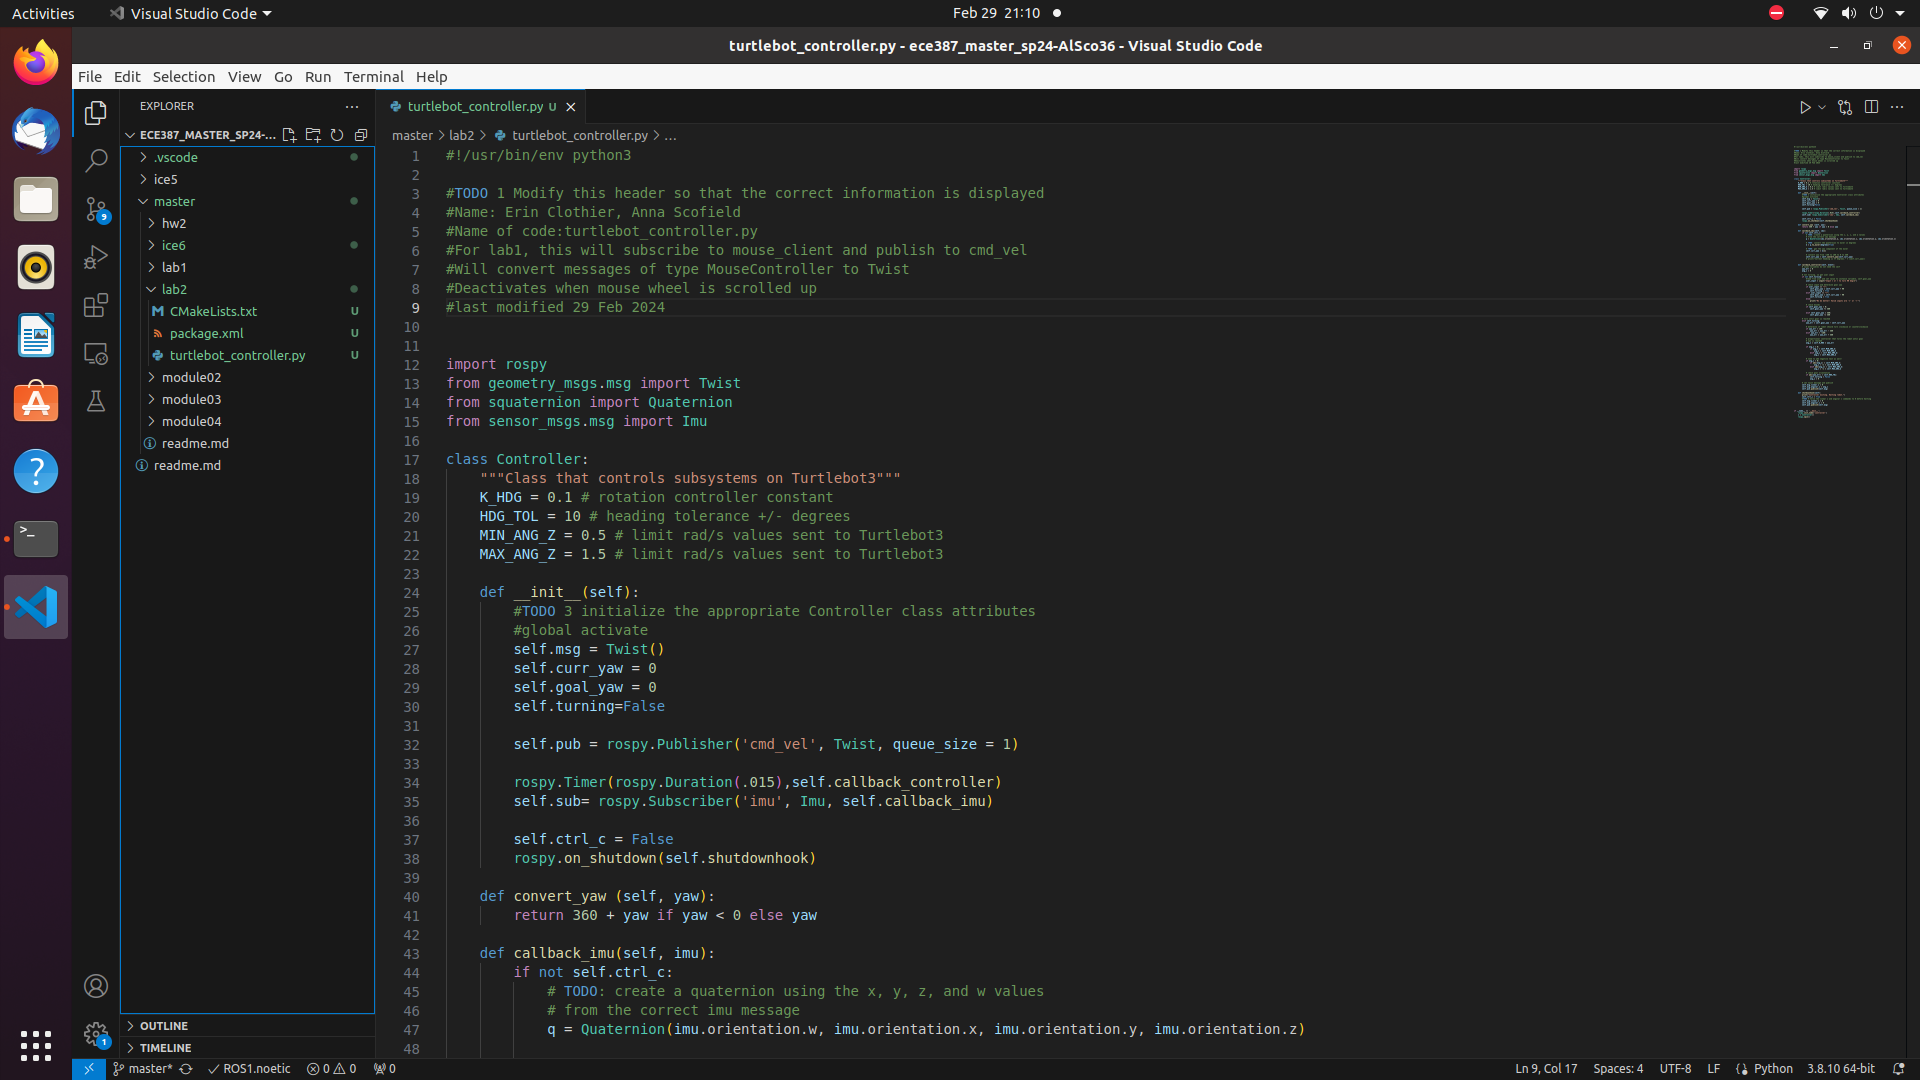 Activities
Visual Studio Code
Feb 29 21:10
turtlebot_controller.py - ece387_master_sp24-AlSco36 - Visual Studio Code
File Edit Selection View Go Run Terminal Help
EXPLORER
ECE387_MASTER_SP24-...
.vscode
ice5
master
hw2
ice6
lab1
lab2
CMakeLists.txt U
package.xml U
turtlebot_controller.py U
module02
module03
module04
readme.md
readme.md
OUTLINE
TIMELINE
9
1
turtlebot_controller.py U
master > lab2 > turtlebot_controller.py > ...
1 #!/usr/bin/env python3
2
3 #TODO 1 Modify this header so that the correct information is displayed
4 #Name: Erin Clothier, Anna Scofield
5 #Name of code:turtlebot_controller.py
6 #For lab1, this will subscribe to mouse_client and publish to cmd_vel
7 #Will convert messages of type MouseController to Twist
8 #Deactivates when mouse wheel is scrolled up
9 #last modified 29 Feb 2024
10
11
12 import rospy
13 from geometry_msgs.msg import Twist
14 from squaternion import Quaternion
15 from sensor_msgs.msg import Imu
16
17 class Controller:
18 """Class that controls subsystems on Turtlebot3"""
19 K_HDG = 0.1 # rotation controller constant
20 HDG_TOL = 10 # heading tolerance +/- degrees
21 MIN_ANG_Z = 0.5 # limit rad/s values sent to Turtlebot3
22 MAX_ANG_Z = 1.5 # limit rad/s values sent to Turtlebot3
23
24 def __init__(self):
25 #TODO 3 initialize the appropriate Controller class attributes
26 #global activate
27 self.msg = Twist()
28 self.curr_yaw = 0
29 self.goal_yaw = 0
30 self.turning=False
31
32 self.pub = rospy.Publisher('cmd_vel', Twist, queue_size = 1)
33
34 rospy.Timer(rospy.Duration(.015),self.callback_controller)
35 self.sub= rospy.Subscriber('imu', Imu, self.callback_imu)
36
37 self.ctrl_c = False
38 rospy.on_shutdown(self.shutdownhook)
39
40 def convert_yaw (self, yaw):
41 return 360 + yaw if yaw < 0 else yaw
42
43 def callback_imu(self, imu):
44 if not self.ctrl_c:
45 # TODO: create a quaternion using the x, y, z, and w values
46 # from the correct imu message
47 q = Quaternion(imu.orientation.w, imu.orientation.x, imu.orientation.y, imu.orientation.z)
48
master* ROS1.noetic 0 0 0 Ln 9, Col 17 Spaces: 4 UTF-8 LF Python 3.8.10 64-bit